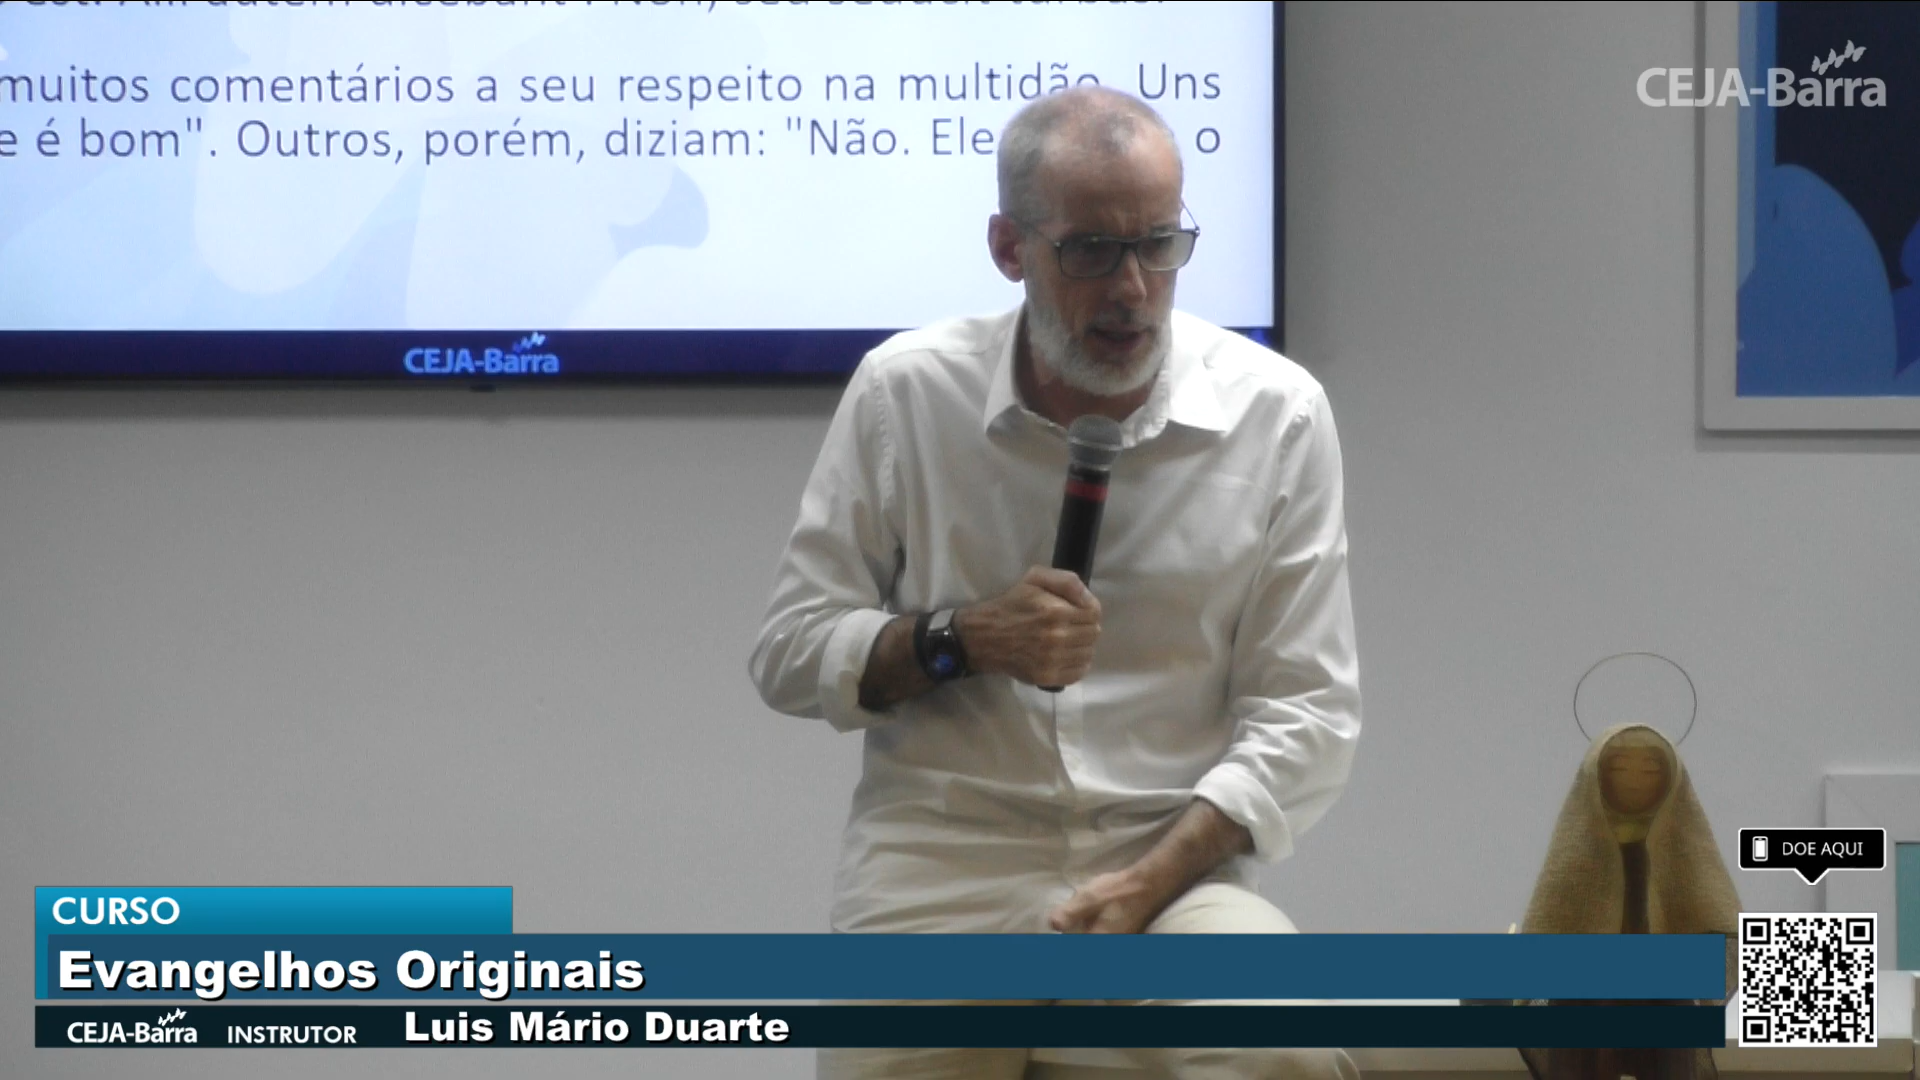 muitos comentários a seu respeito na multidão. Uns
e é bom". Outros, porém, diziam: "Não. Ele o
CEJA-Barra
CEJA-Barra
DOE AQUI
CURSO
Evangelhos Originais
CEJA-Barra INSTRUTOR Luis Mário Duarte